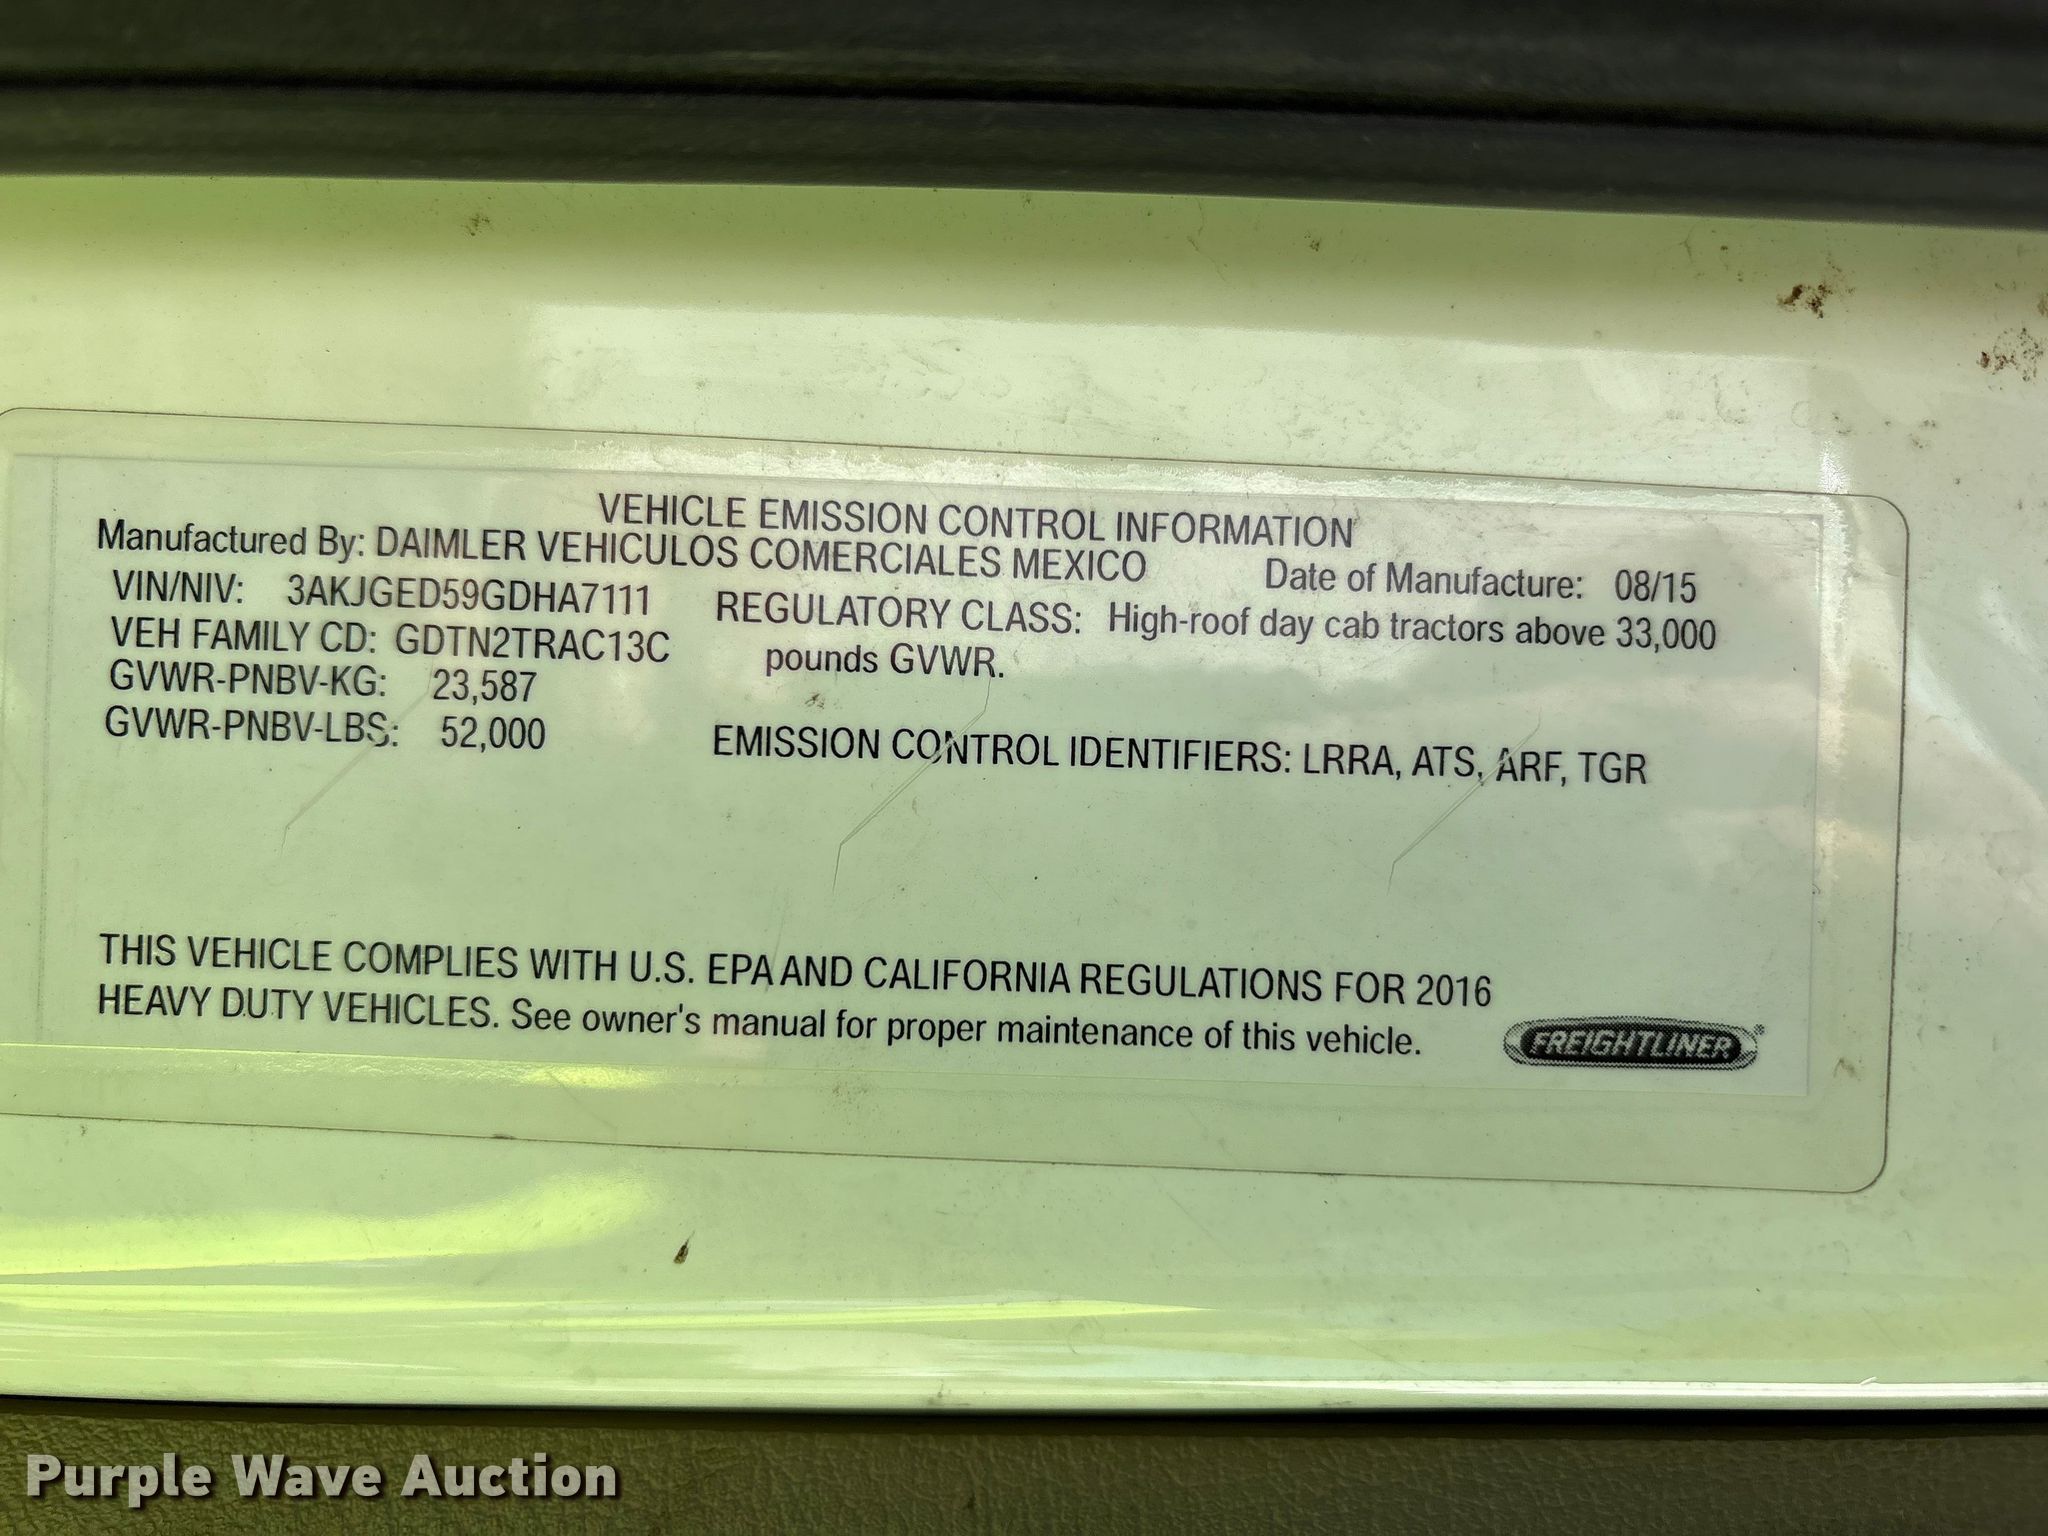 VEHICLE EMISSION CONTROL INFORMATION
Manufactured By: DAIMLER VEHICULOS COMERCIALES MEXICO
Date of Manufacture: 08/15
VIN/NIV: 3AKJGED59GDHA7111
VEH FAMILY CD: GDTN2TRAC13C
GVWR-PNBV-KG: 23,587
GVWR-PNBV-LBS: 52,000
REGULATORY CLASS: High-roof day cab tractors above 33,000
pounds GVWR.
EMISSION CONTROL IDENTIFIERS: LRRA, ATS, ARF, TGR
THIS VEHICLE COMPLIES WITH U.S. EPA AND CALIFORNIA REGULATIONS FOR 2016
HEAVY DUTY VEHICLES. See owner's manual for proper maintenance of this vehicle.
FREIGHTLINER®
Purple Wave Auction